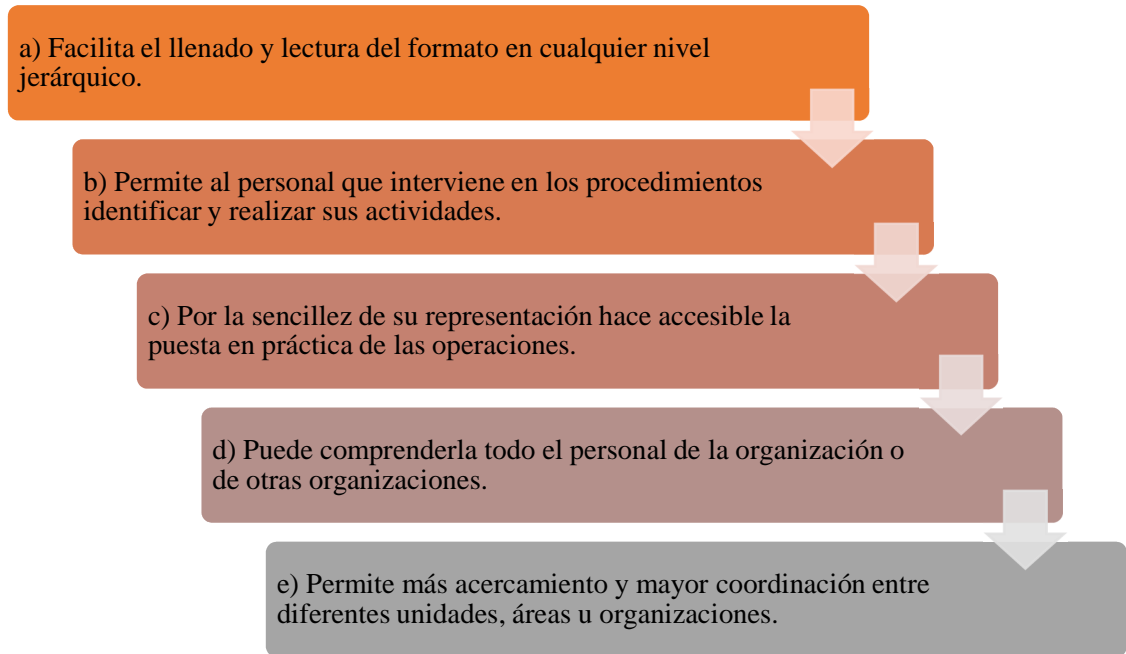 a) Facilita el llenado y lectura del formato en cualquier nivel
jerárquico.
b) Permite al personal que interviene en los procedimientos
identificar y realizar sus actividades.
c) Por la sencillez de su representación hace accesible la
puesta en práctica de las operaciones.
d) Puede comprenderla todo el personal de la organización o
de otras organizaciones.
e) Permite más acercamiento y mayor coordinación entre
diferentes unidades, áreas u organizaciones.